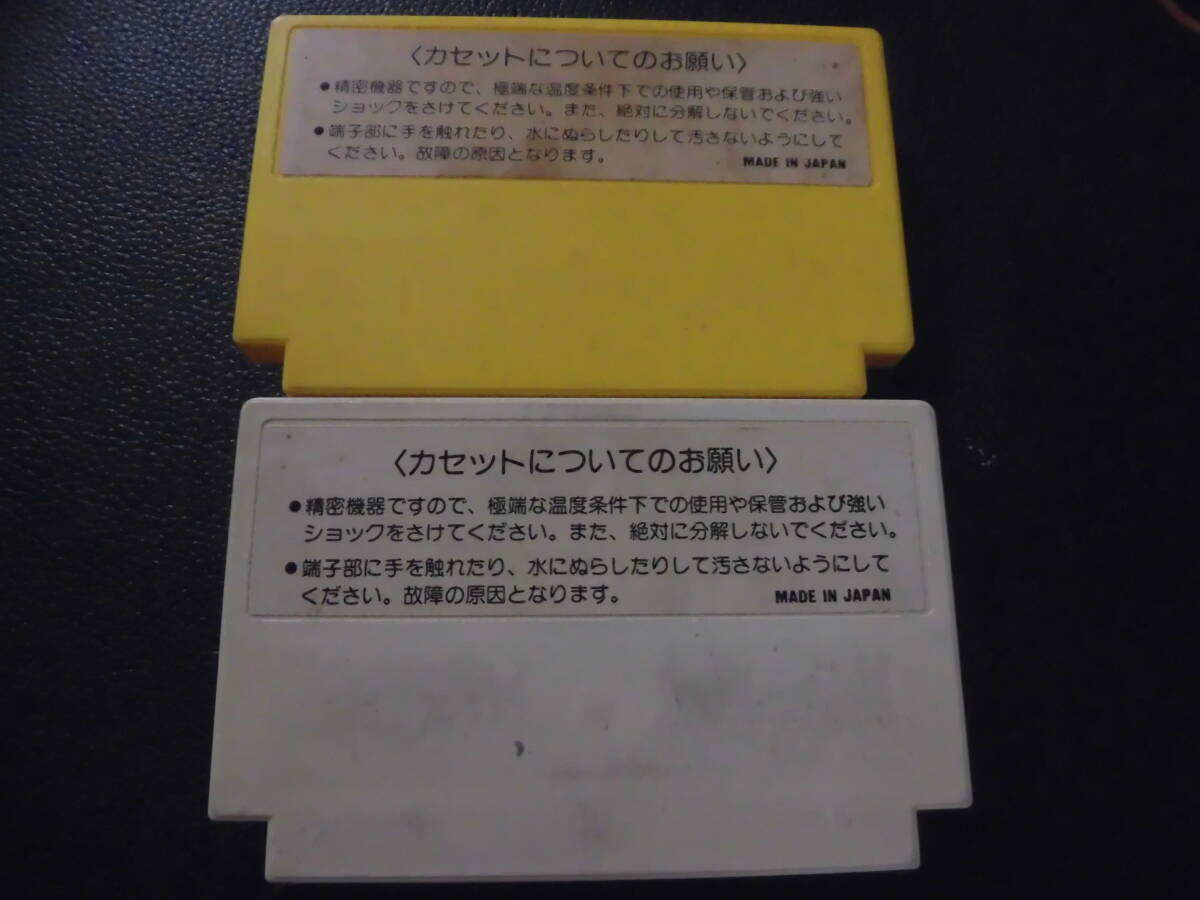 〈カセットについてのお願い〉
●精密機器ですので、極端な温度条件下での使用や保管および強い
ショックをさけてください。また、絶対に分解しないでください。
●端子部に手を触れたり、水にぬらしたりして汚さないようにして
ください。故障の原因となります。 MADE IN JAPAN
〈カセットについてのお願い〉
●精密機器ですので、極端な温度条件下での使用や保管および強い
ショックをさけてください。また、絶対に分解しないでください。
●端子部に手を触れたり、水にぬらしたりして汚さないようにして
ください。故障の原因となります。 MADE IN JAPAN